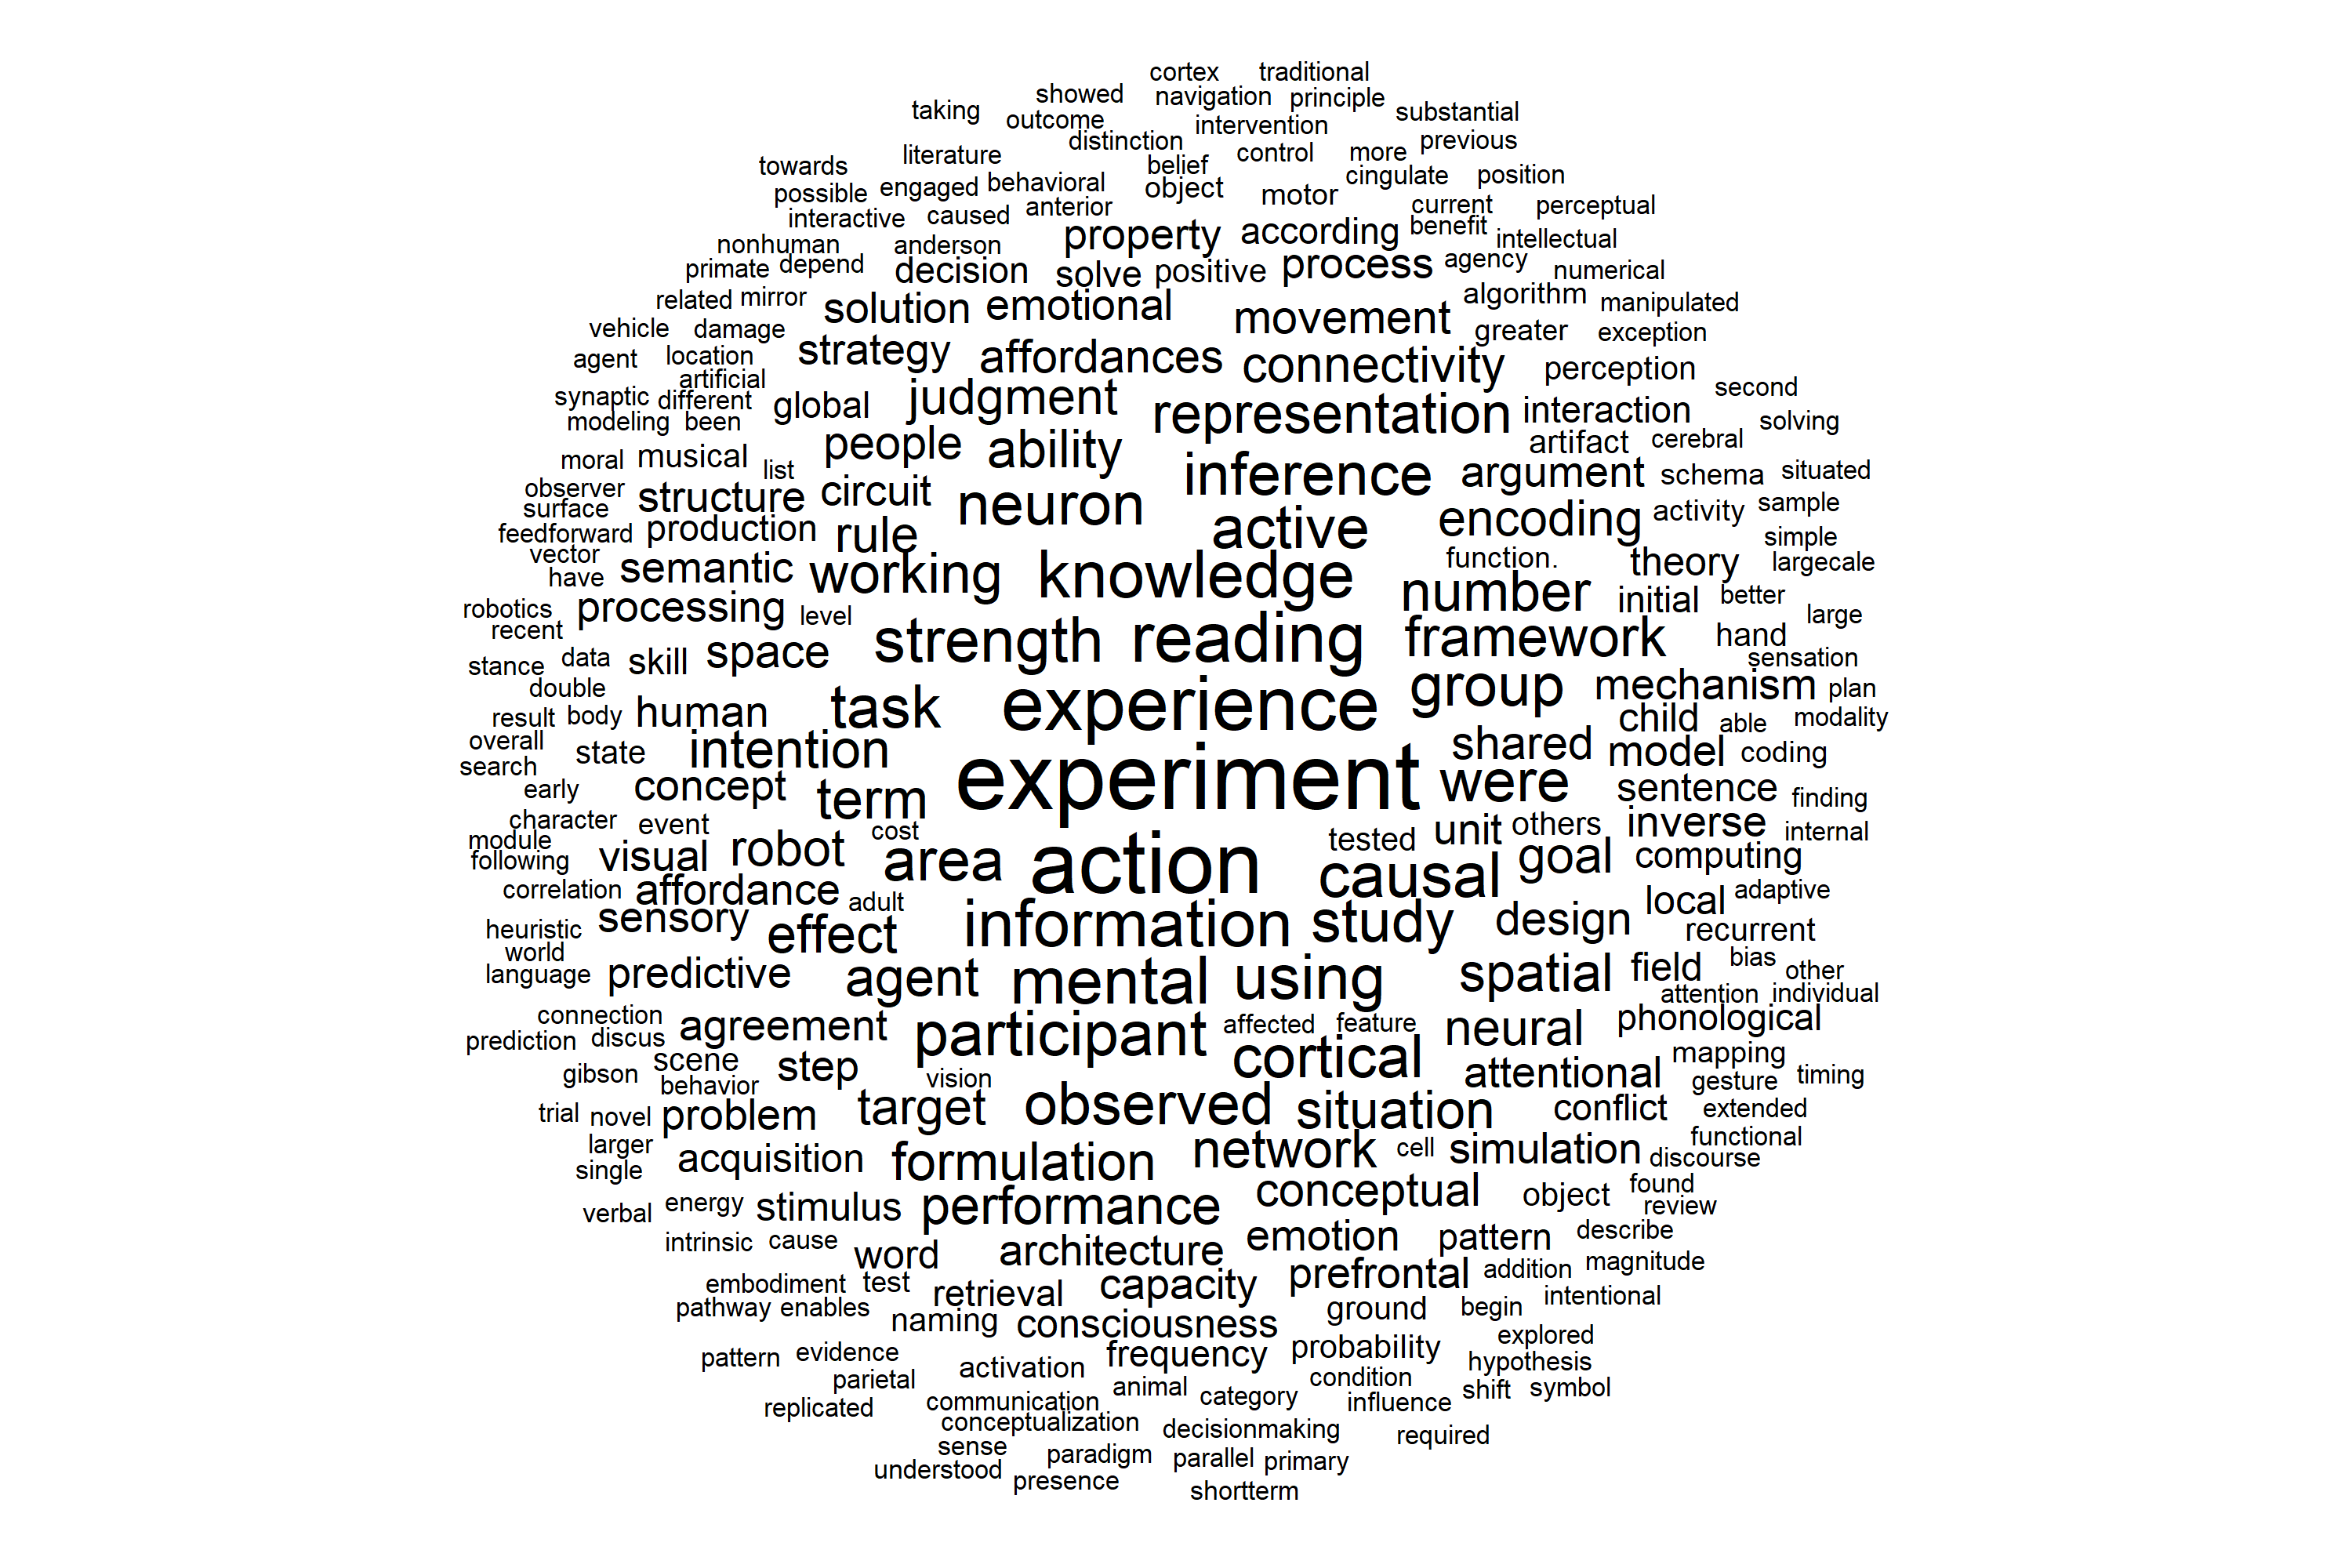 cortex traditional
showed navigation principle
taking outcome intervention substantial
distinction previous
literature belief control more
towards cingulate position
possible engaged behavioral object motor
interactive caused anterior current perceptual
nonhuman anderson property according benefit intellectual
primate depend decision solve positive process agency numerical
related mirror solution emotional movement algorithm manipulated
vehicle damage greater exception
agent location strategy affordances connectivity perception
artificial second
synaptic different global judgment representation interaction
modeling been solving
people ability artifact cerebral
moral musical list inference argument schema situated
observer structure circuit
surface neuron active encoding activity sample
feedforward production rule simple
vector function. theory largecale
have semantic working knowledge
robotics processing level number initial better
recent strength reading framework hand large
stance data skill space sensation
double experience group mechanism plan
result body human task child able modality
overall state intention shared model coding
search experiment were
early concept term sentence finding
character event cost tested unit others inverse internal
module
following visual robot area action causal goal computing
correlation affordance adult local adaptive
heuristic sensory effect information study design recurrent
world
language predictive agent mental using spatial field bias other
attention individual
connection agreement participant affected feature neural phonological
prediction discus
scene step cortical mapping
gibson behavior vision attentional gesture timing
trial novel problem target observed situation conflict extended
larger functional
single acquisition formulation network cell simulation discourse
verbal energy stimulus performance conceptual object found
review
intrinsic cause word architecture emotion pattern describe
embodiment test retrieval capacity prefrontal addition magnitude
pathway enables naming consciousness ground begin intentional
explored
pattern evidence frequency probability hypothesis
parietal activation condition
replicated communication animal category influence shift symbol
conceptualization decisionmaking required
sense paradigm parallel primary
understood presence
shortterm